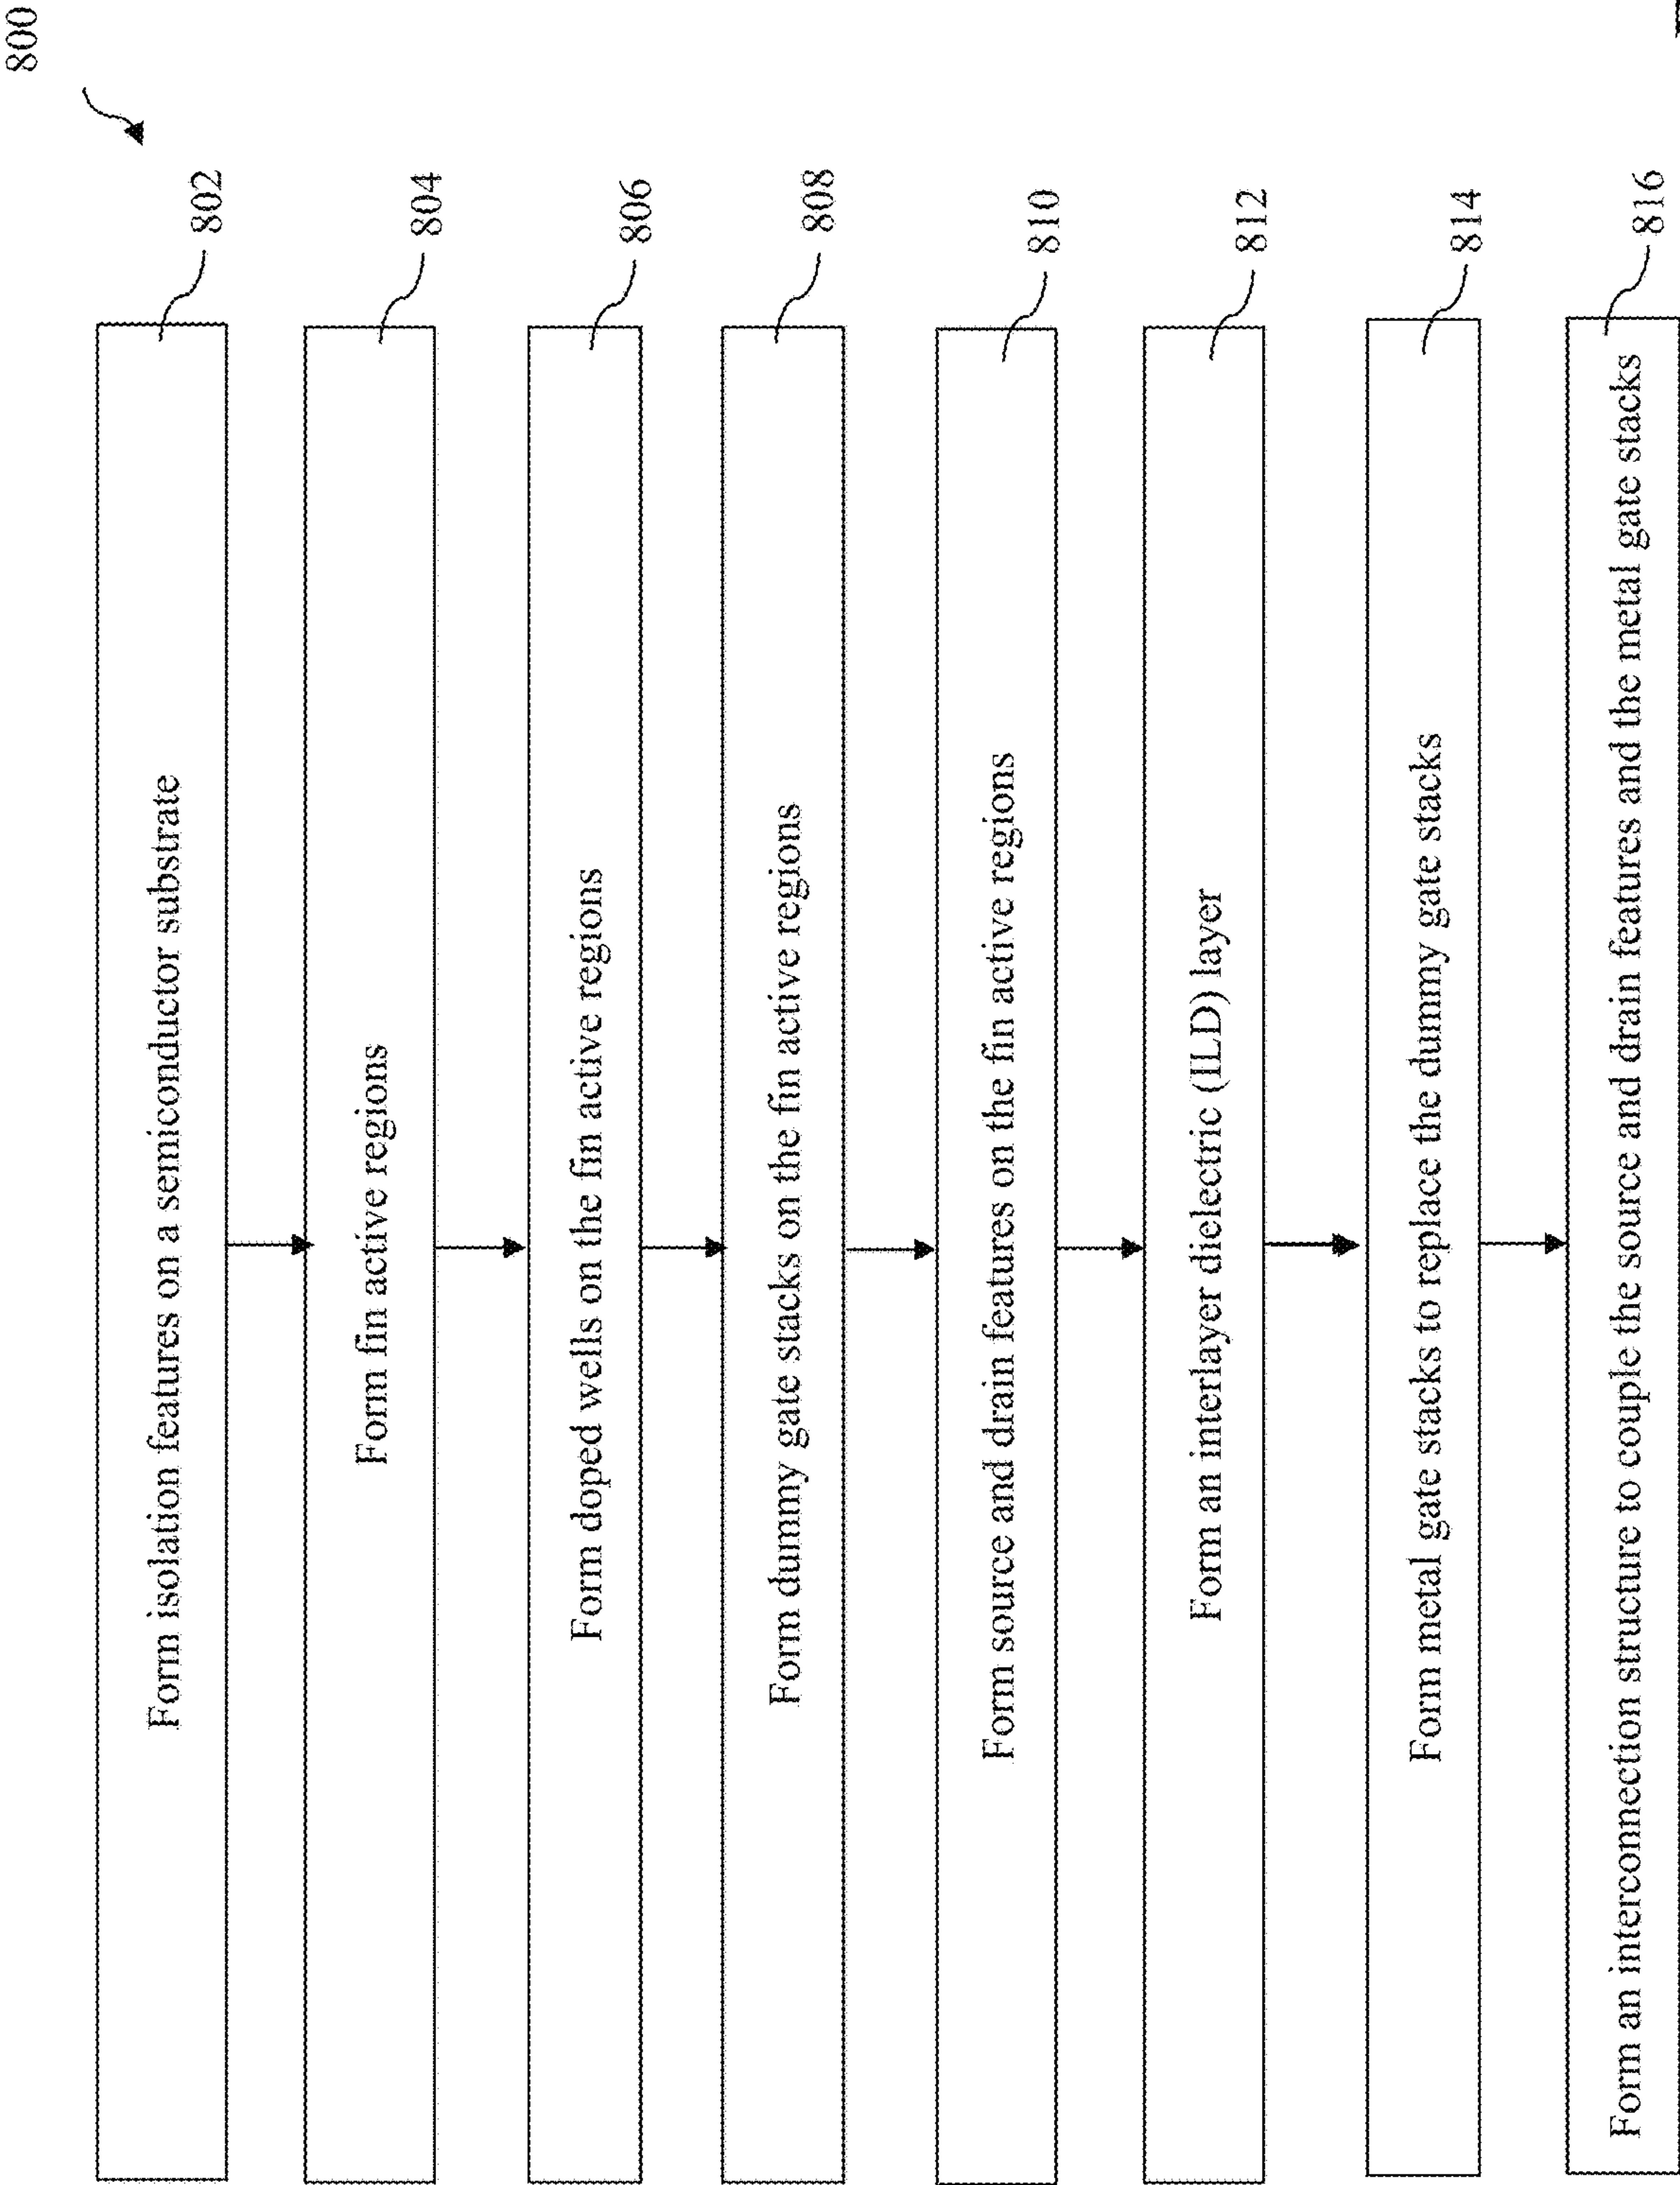 800
Form isolation features on a semiconductor substrate
802
Form fin active regions
804
Form doped wells on the fin active regions
806
Form dummy gate stacks on the fin active regions
808
Form source and drain features on the fin active regions
810
Form an interlayer dielectric (ILD) layer
812
Form metal gate stacks to replace the dummy gate stacks
814
Form an interconnection structure to couple the source and drain features and the metal gate stacks
816